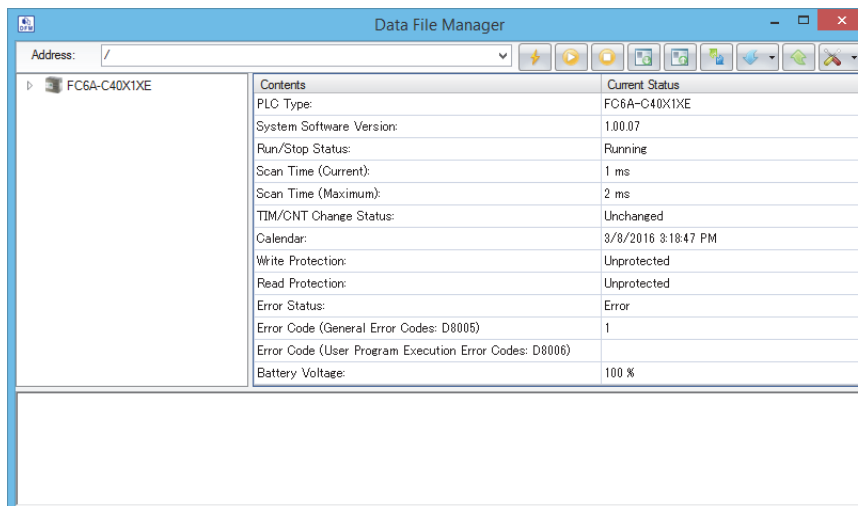 DFM
Data File Manager
Address: /
FC6A-C40X1XE
Contents Current Status
PLC Type: FC6A-C40X1XE
System Software Version: 1.00.07
Run/Stop Status: Running
Scan Time (Current): 1 ms
Scan Time (Maximum): 2 ms
TIM/CNT Change Status: Unchanged
Calendar: 3/8/2016 3:18:47 PM
Write Protection: Unprotected
Read Protection: Unprotected
Error Status: Error
Error Code (General Error Codes: D8005) 1
Error Code (User Program Execution Error Codes: D8006)
Battery Voltage: 100 %